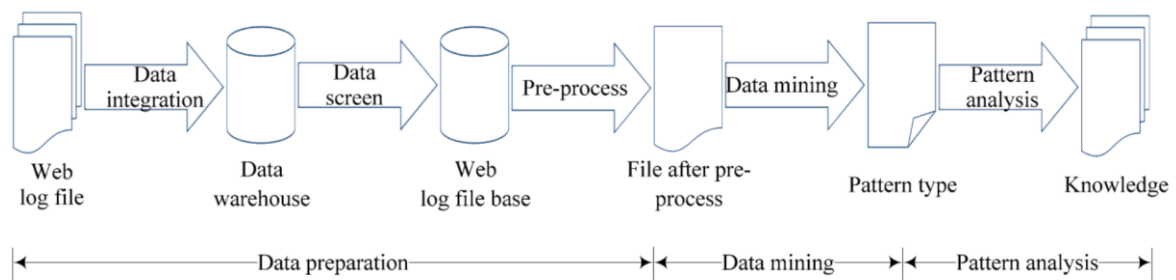 Data
integration
Data
screen
Pre-process
Data mining
Pattern
analysis
Web
log file
Data
warehouse
Web
log file base
File after pre-
process
Pattern type
Knowledge
Data preparation
Data mining
Pattern analysis